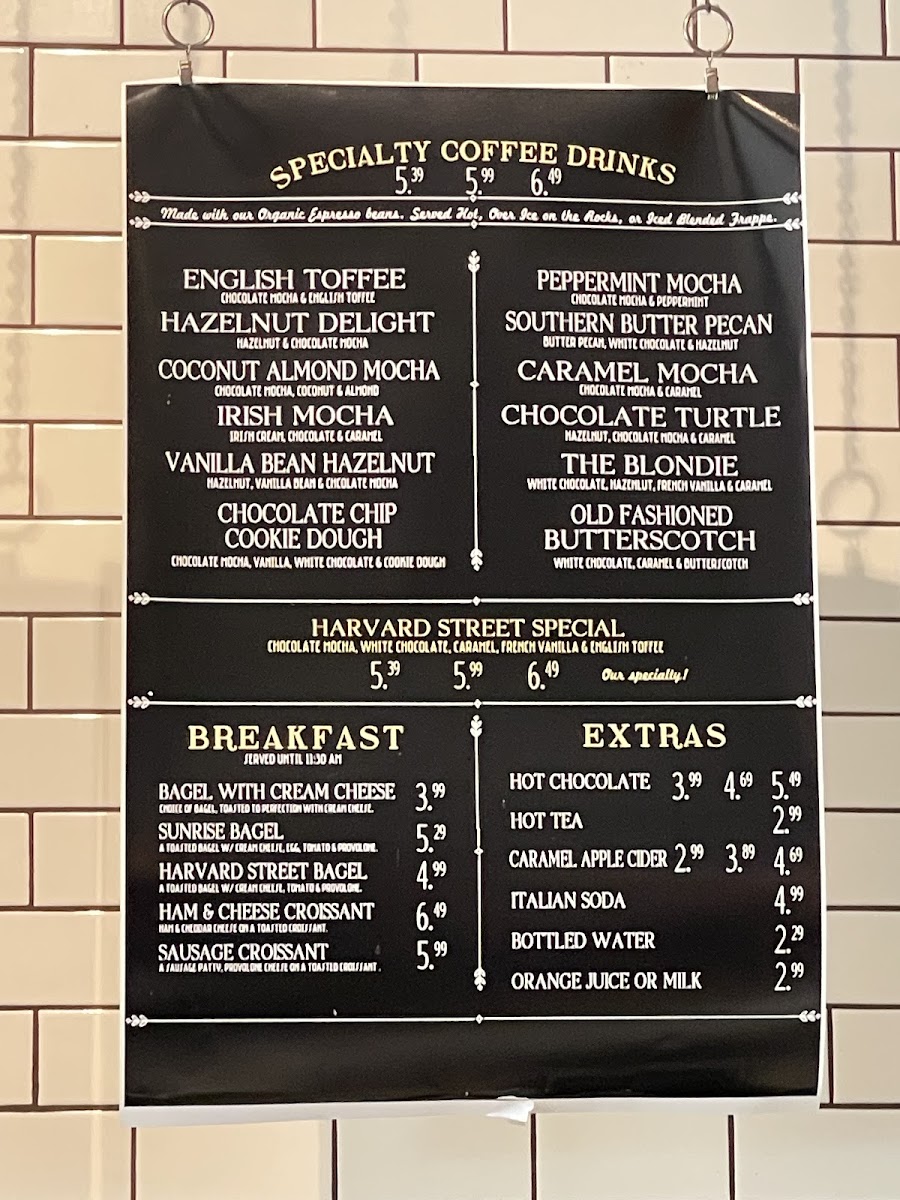 SPECIALTY COFFEE DRINKS
5.39 5.99 6.49
Made with our Organic Espresso beans. Served Hot, Over Ice on the Rocks, or Iced Blended Frappe.
ENGLISH TOFFEE
CHOCOLATE MOCHA & ENGLISH TOFFEE
HAZELNUT DELIGHT
HAZELNUT & CHOCOLATE MOCHA
COCONUT ALMOND MOCHA
CHOCOLATE MOCHA, COCONUT & ALMOND
IRISH MOCHA
IRISH CREAM, CHOCOLATE & CARAMEL
VANILLA BEAN HAZELNUT
HAZELNUT, VANILLA BEAN & CHCOLATE MOCHA
CHOCOLATE CHIP
COOKIE DOUGH
CHOCOLATE MOCHA, VANILLA, WHITE CHOCOLATE & COOKIE DOUGH
PEPPERMINT MOCHA
CHOCOLATE MOCHA & PEPPERMINT
SOUTHERN BUTTER PECAN
BUTTER PECAN, WHITE CHOCOLATE & HAZELNUT
CARAMEL MOCHA
CHOCOLATE MOCHA & CARAMEL
CHOCOLATE TURTLE
HAZELNUT, CHOCOLATE MOCHA & CARAMEL
THE BLONDIE
WHITE CHOCOLATE, HAZENLUT, FRENCH VANILLA & CARAMEL
OLD FASHIONED
BUTTERSCOTCH
WHITE CHOCOLATE, CARAMEL & BUTTERSCOTCH
HARVARD STREET SPECIAL
CHOCOLATE MOCHA, WHITE CHOCOLATE, CARAMEL, FRENCH VANILLA & ENGLISH TOFFEE
5.39 5.99 6.49 Our specialty!
BREAKFAST
SERVED UNTIL 11:30 AM
BAGEL WITH CREAM CHEESE 3.99
CHOICE OF BAGEL, TOASTED TO PERFECTION WITH CREAM CHEESE.
SUNRISE BAGEL 5.29
A TOASTED BAGEL W/ CREAM CHEESE, EGG, TOMATO & PROVOLONE.
HARVARD STREET BAGEL 4.99
A TOASTED BAGEL W/ CREAM CHEESE, TOMATO & PROVOLONE.
HAM & CHEESE CROISSANT 6.49
HAM & CHEDDAR CHEESE ON A TOASTED CROISSANT.
SAUSAGE CROISSANT 5.99
A SAUSAGE PATTY, PROVOLONE CHEESE ON A TOASTED CROISSANT.
EXTRAS
HOT CHOCOLATE 3.99 4.69 5.49
HOT TEA 2.99
CARAMEL APPLE CIDER 2.99 3.89 4.69
ITALIAN SODA 4.99
BOTTLED WATER 2.29
ORANGE JUICE OR MILK 2.99